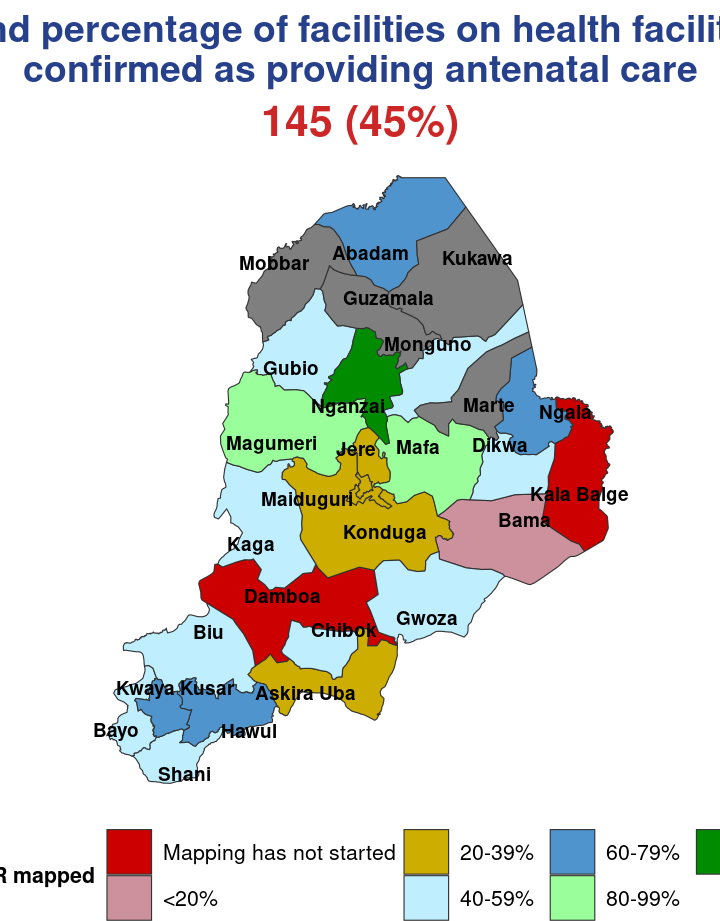 nd percentage of facilities on health facilit
confirmed as providing antenatal care
145 (45%)
Abadam
Mobbar
Kukawa
Guzamala
Monguno
Gubio
Nganzai
Marte
Ngala
Magumeri
Jere
Mafa
Dikwa
Maiduguri
Kala Balge
Bama
Konduga
Kaga
Damboa
Gwoza
Chibok
Biu
Kwaya Kusar
Askira Uba
Bayo
Hawul
Shani
R mapped
Mapping has not started
20-39%
60-79%
<20%
40-59%
80-99%